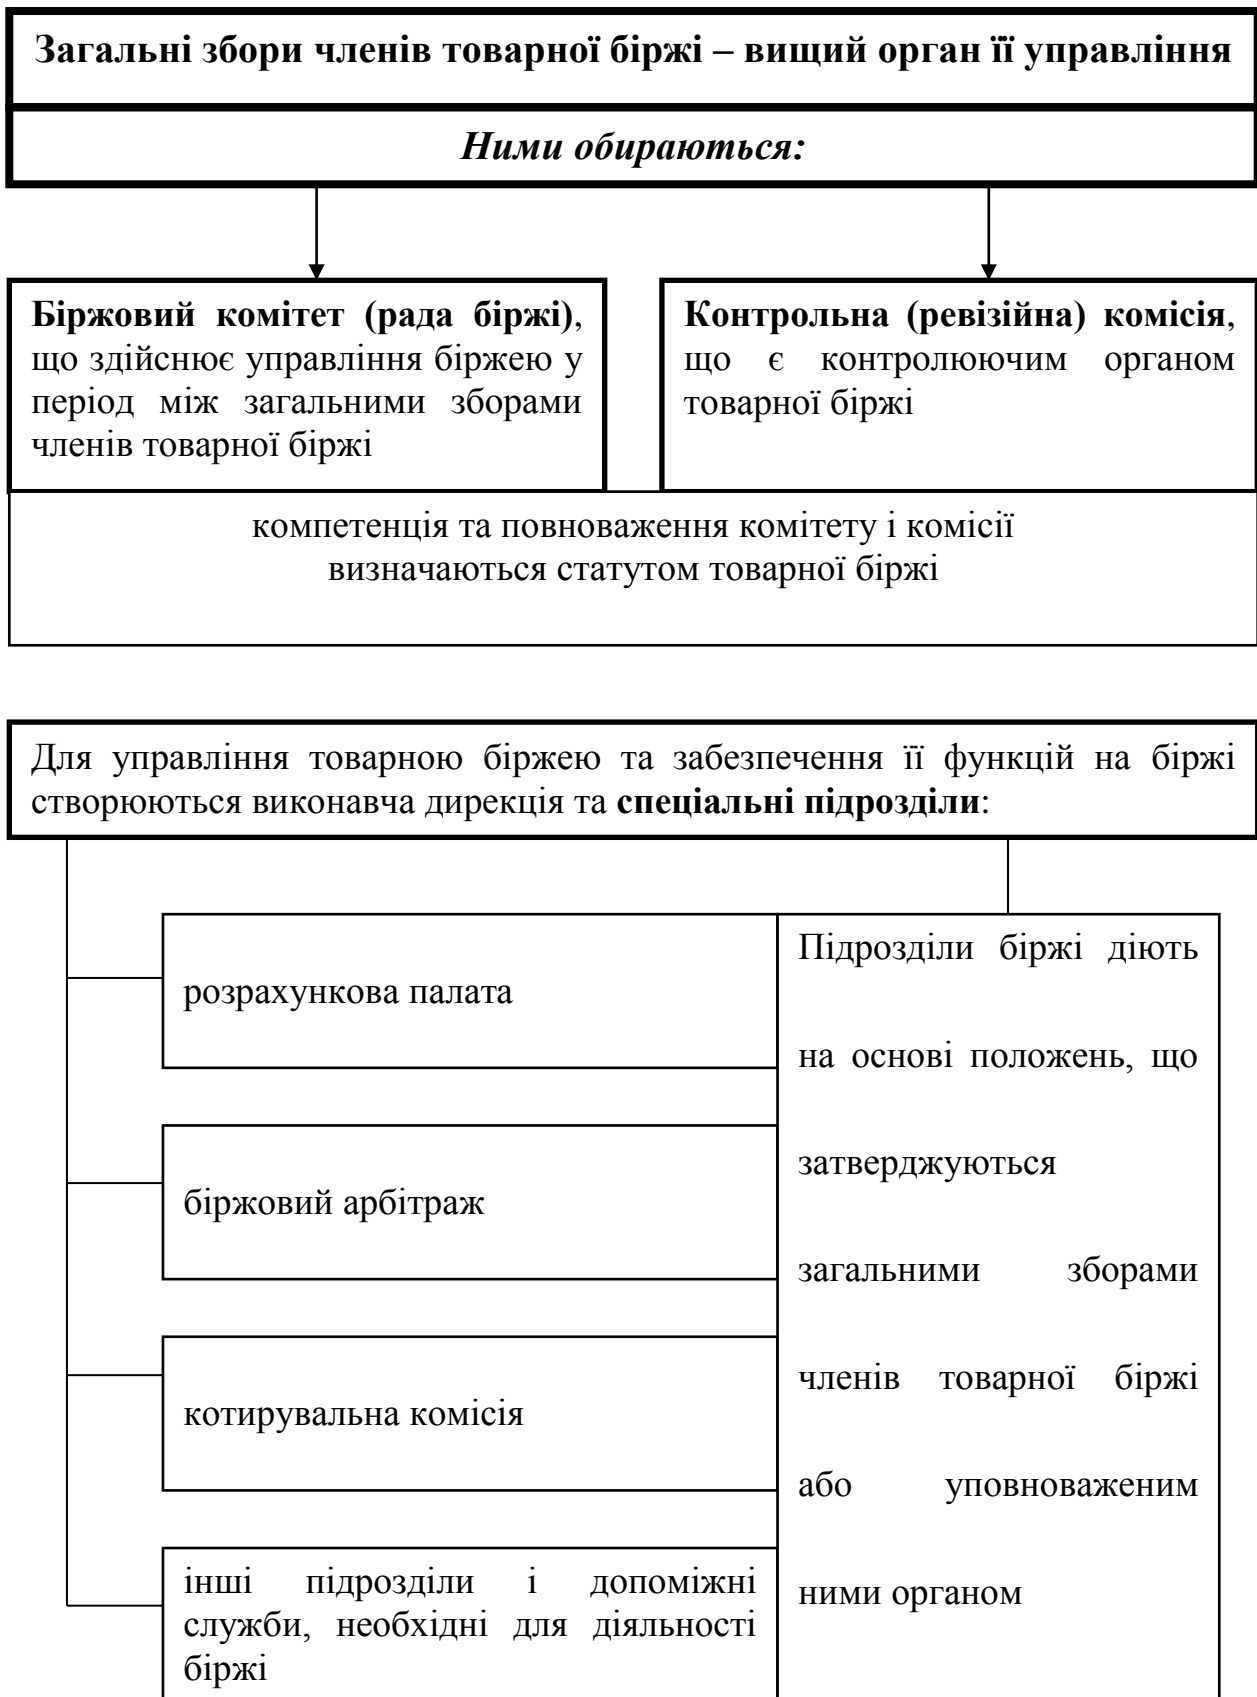 Загальні збори членів товарної біржі – вищий орган її управління
Ними обираються:
Біржовий комітет (рада біржі),
що здійснює управління біржею у
період між загальними зборами
членів товарної біржі
Контрольна (ревізійна) комісія,
що є контролюючим органом
товарної біржі
компетенція та повноваження комітету і комісії
визначаються статутом товарної біржі
Для управління товарною біржею та забезпечення її функцій на біржі
створюються виконавча дирекція та спеціальні підрозділи:
розрахункова палата
біржовий арбітраж
котирувальна комісія
інші підрозділи і допоміжні
служби, необхідні для діяльності
біржі
Підрозділи біржі діють
на основі положень, що
затверджуються
загальними зборами
членів товарної біржі
або уповноваженим
ними органом